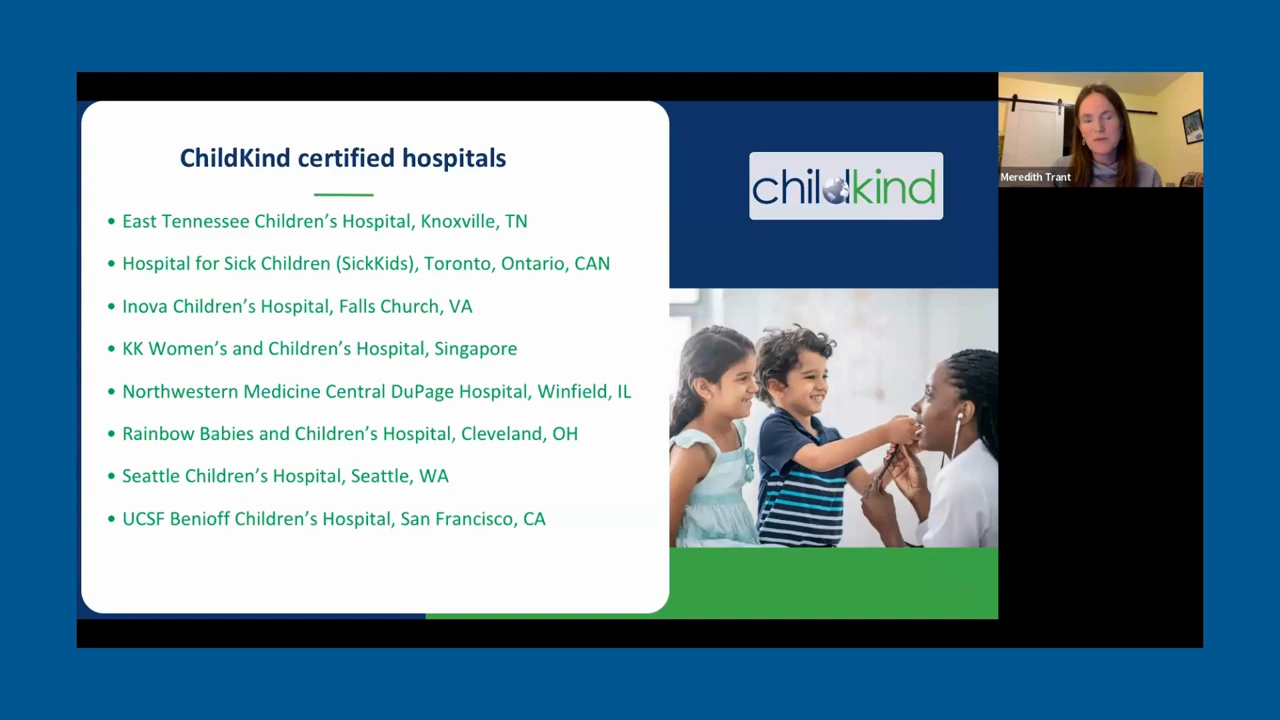 ChildKind certified hospitals
• East Tennessee Children’s Hospital, Knoxville, TN
• Hospital for Sick Children (SickKids), Toronto, Ontario, CAN
• Inova Children’s Hospital, Falls Church, VA
• KK Women’s and Children’s Hospital, Singapore
• Northwestern Medicine Central DuPage Hospital, Winfield, IL
• Rainbow Babies and Children’s Hospital, Cleveland, OH
• Seattle Children’s Hospital, Seattle, WA
• UCSF Benioff Children’s Hospital, San Francisco, CA
childkind
Meredith Trant